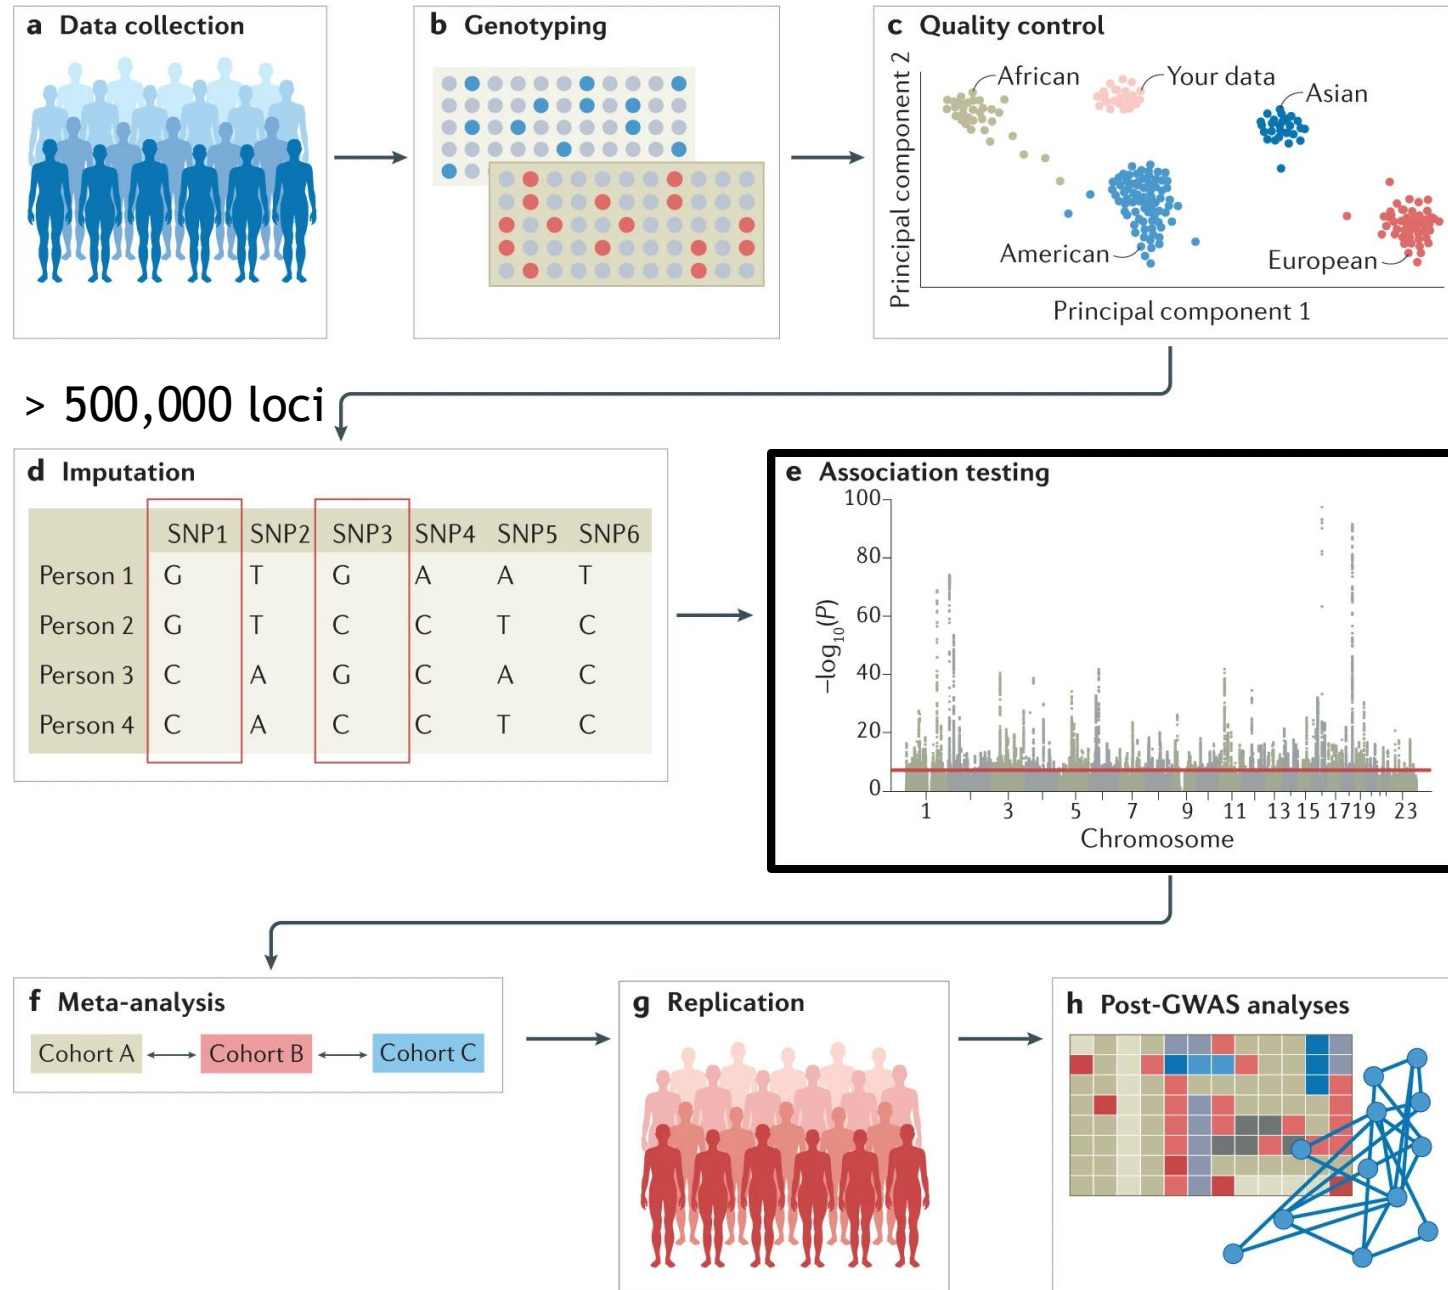 a Data collection
b Genotyping
c Quality control
Principal component 2
African
Your data
Asian
American
European
Principal component 1
> 500,000 loci
d Imputation
SNP1 SNP2 SNP3 SNP4 SNP5 SNP6
Person 1 G T G A A T
Person 2 G T C C T C
Person 3 C A G C A C
Person 4 C A C C T C
e Association testing
100
80
60
40
20
0
–log10(P)
1 3 5 7 9 11 13 15 17 19 23
Chromosome
f Meta-analysis
Cohort A Cohort B Cohort C
g Replication
h Post-GWAS analyses